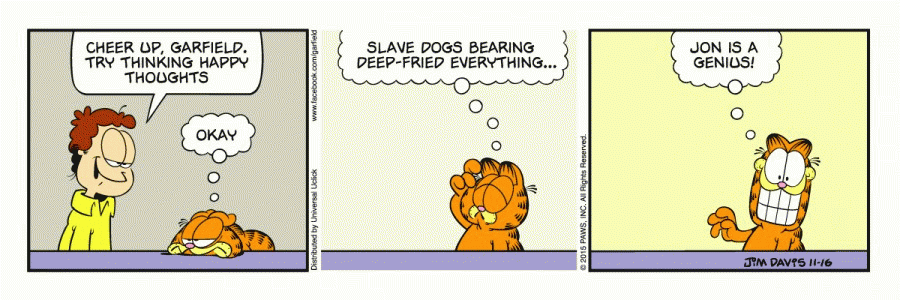 CHEER UP, GARFIELD.
TRY THINKING HAPPY
THOUGHTS
OKAY
www.facebook.com/garfield
Distributed by Universal Uclick
SLAVE DOGS BEARING
DEEP-FRIED EVERYTHING...
© 2015 PAWS, INC. All Rights Reserved.
JON IS A
GENIUS!
JIM DAVIS 11-16